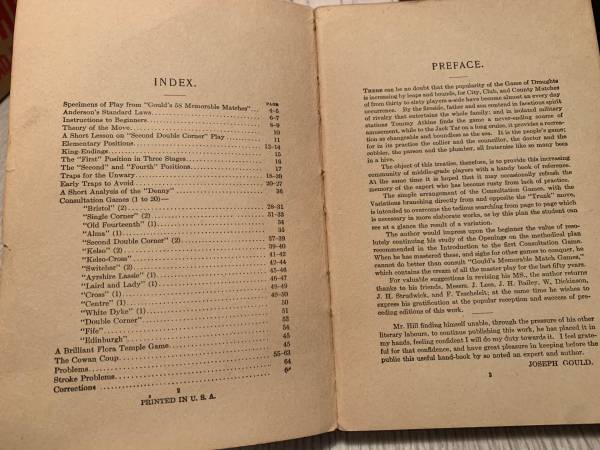 INDEX.
PAGE
Specimens of Play from "Gould's 58 Memorable Matches" 4-5
Anderson's Standard Laws 6-7
Instructions to Beginners 8-9
Theory of the Move 10
A Short Lesson on "Second Double Corner" Play 11
Elementary Positions 12-14
King-Endings 15
The "First" Position in Three Stages 16
The "Second" and "Fourth" Positions 17
Traps for the Unwary 18-20
Early Traps to Avoid 20-27
A Short Analysis of the "Denny" 36
Consultation Games (1 to 20)—
"Bristol" (2) 28-31
"Single Corner" (2) 31-33
"Old Fourteenth" (1) 34
"Alma" (1) 35
"Second Double Corner" (2) 37-39
"Kelso" (2) 39-40
"Kelso-Cross" 41-42
"Switcher" (2) 42-44
"Ayrshire Lassie" (1) 45-46
"Laird and Lady" (1) 46-47
"Cross" (1) 48-49
"Centre" (1) 49-50
"White Dyke" (1) 50
"Double Corner" 51
"Fife" 53
"Edinburgh" 54
A Brilliant Flora Temple Game 45
The Cowan Coup 45
Problems 55-63
Stroke Problems 64
Corrections
2
PRINTED IN U. S. A.
PREFACE.
THERE can be no doubt that the popularity of the Game of Draughts
is increasing by leaps and bounds, for City, Club, and County Matches
of from thirty to sixty players a-side have become almost an every day
occurrence. By the fireside, father and son contend in facetious spirit
of rivalry that entertains the whole family; and in isolated military
stations Tommy Atkins finds the game a never-ending source of
amusement, while to the Jack Tar on a long cruise, it provides a recrea-
tion as changeable and boundless as the sea. It is the people's game;
for in its practice the collier and the councillor, the doctor and the
cobbler, the parson and the plumber, all fraternise like so many bees
in a hive.
The object of this treatise, therefore, is to provide this increasing
community of middle-grade players with a handy book of reference.
At the same time it is hoped that it may occasionally refresh the
memory of the expert who has become rusty from lack of practice.
The simple arrangement of the Consultation Games, with the
Variations branching directly from and opposite the "Trunk" move,
is intended to overcome the tedious searching from page to page which
is necessary in more elaborate works, as by this plan the student can
see at a glance the result of a variation.
The author would impress upon the beginner the value of reso-
lutely continuing his study of the Openings on the methodical plan
recommended in the Introduction to the first Consultation Game.
When he has mastered these, and sighs for other games to conquer, he
cannot do better than consult "Gould's Memorable Match Games,"
which contains the cream of all the master play for the last fifty years.
For valuable suggestions in revising his MS., the author returns
thanks to his friends, Messrs. J. Lees, J. H. Bailey, W. Dickinson,
J. H. Stradwick, and F. Tescheleit; at the same time he wishes to
express his gratification at the popular reception and success of pre-
ceding editions of this work.
Mr. Hill finding himself unable, through the pressure of his other
literary labours, to continue publishing this work, he has placed it in
my hands, feeling confident I will do my duty towards it. I feel grate-
ful for that confidence, and have great pleasure in keeping before the
public this useful hand-book by so noted an expert and author.
JOSEPH GOULD.
3